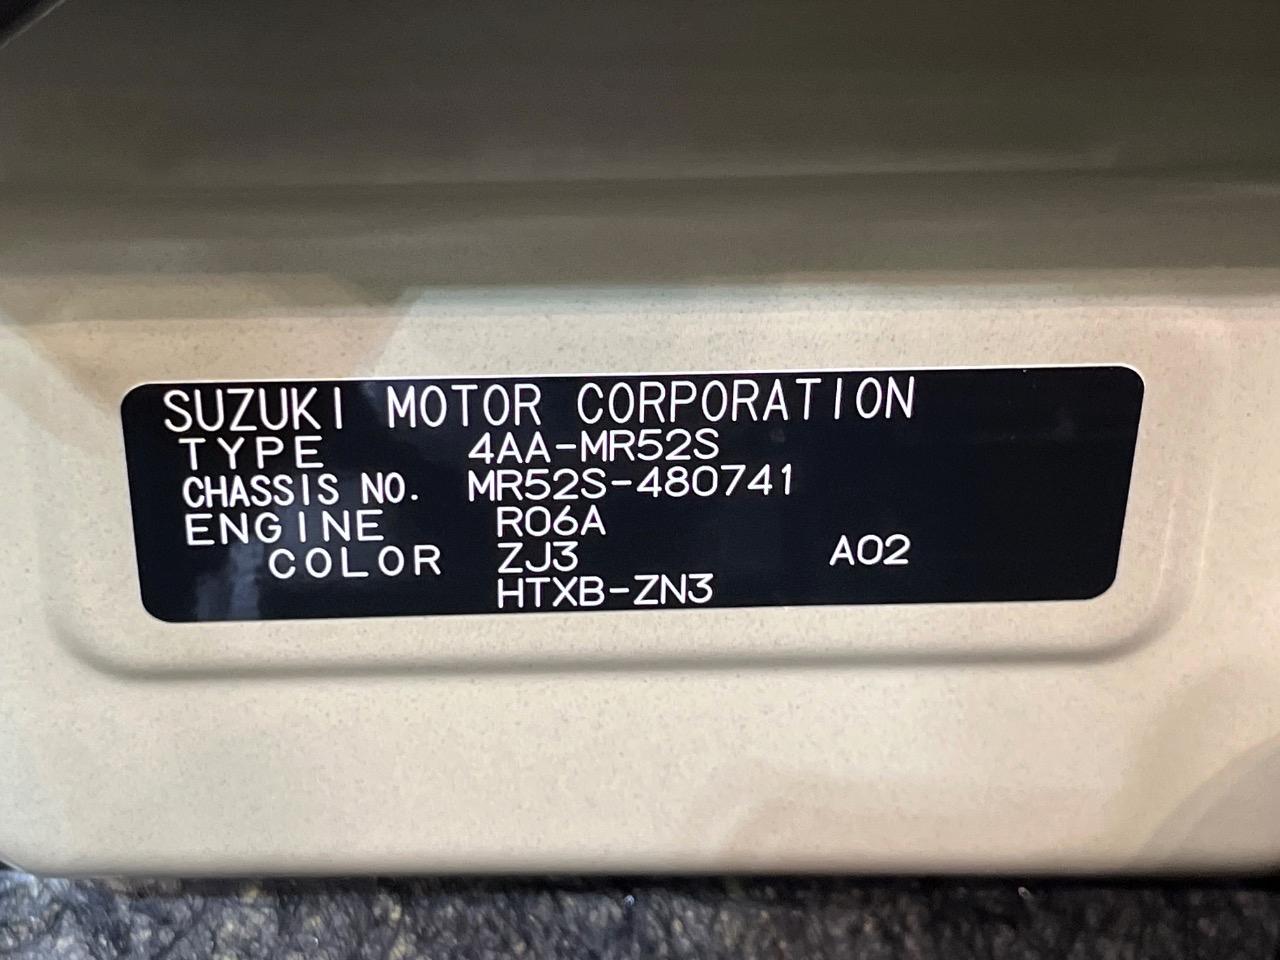 SUZUKI MOTOR CORPORATION
TYPE 4AA-MR52S
CHASSIS NO. MR52S-480741
ENGINE R06A
COLOR ZJ3 A02
HTXB-ZN3